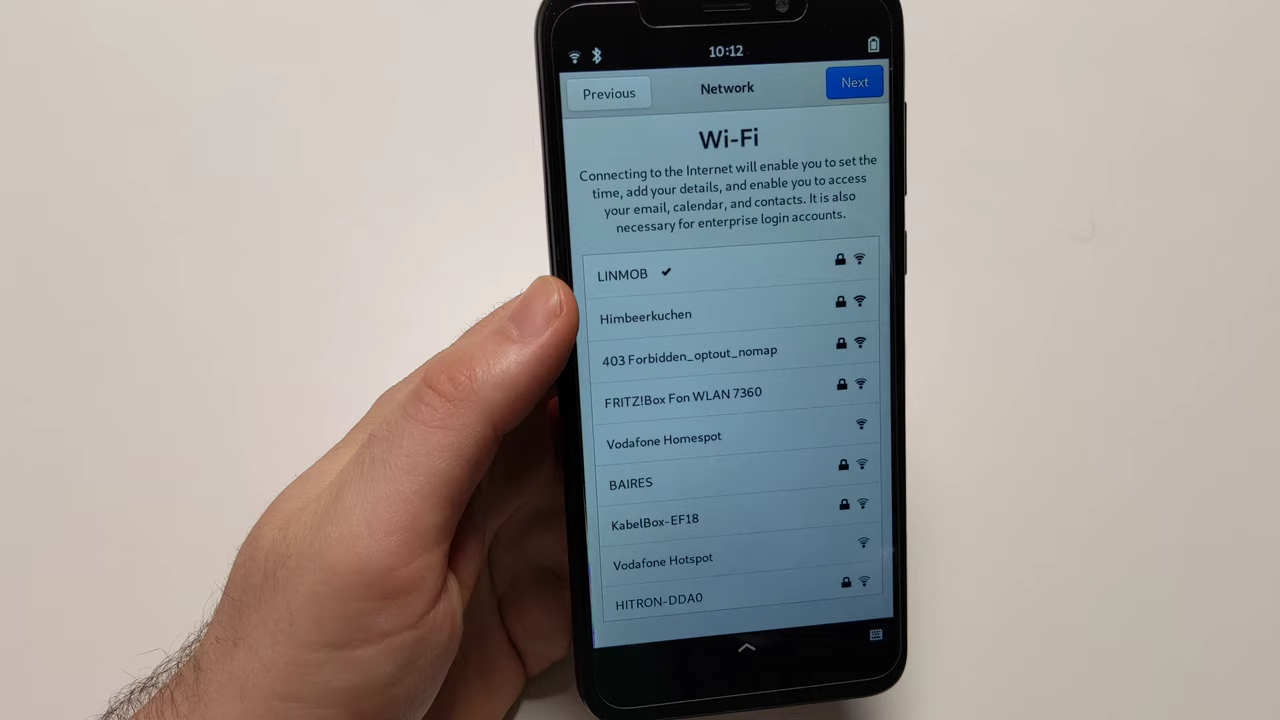 10:12
Previous
Network
Next
Wi-Fi
Connecting to the Internet will enable you to set the
time, add your details, and enable you to access
your email, calendar, and contacts. It is also
necessary for enterprise login accounts.
LINMOB
Himbeerkuchen
403 Forbidden_optout_nomap
FRITZ!Box Fon WLAN 7360
Vodafone Homespot
BAIRES
KabelBox-EF18
Vodafone Hotspot
HITRON-DDA0